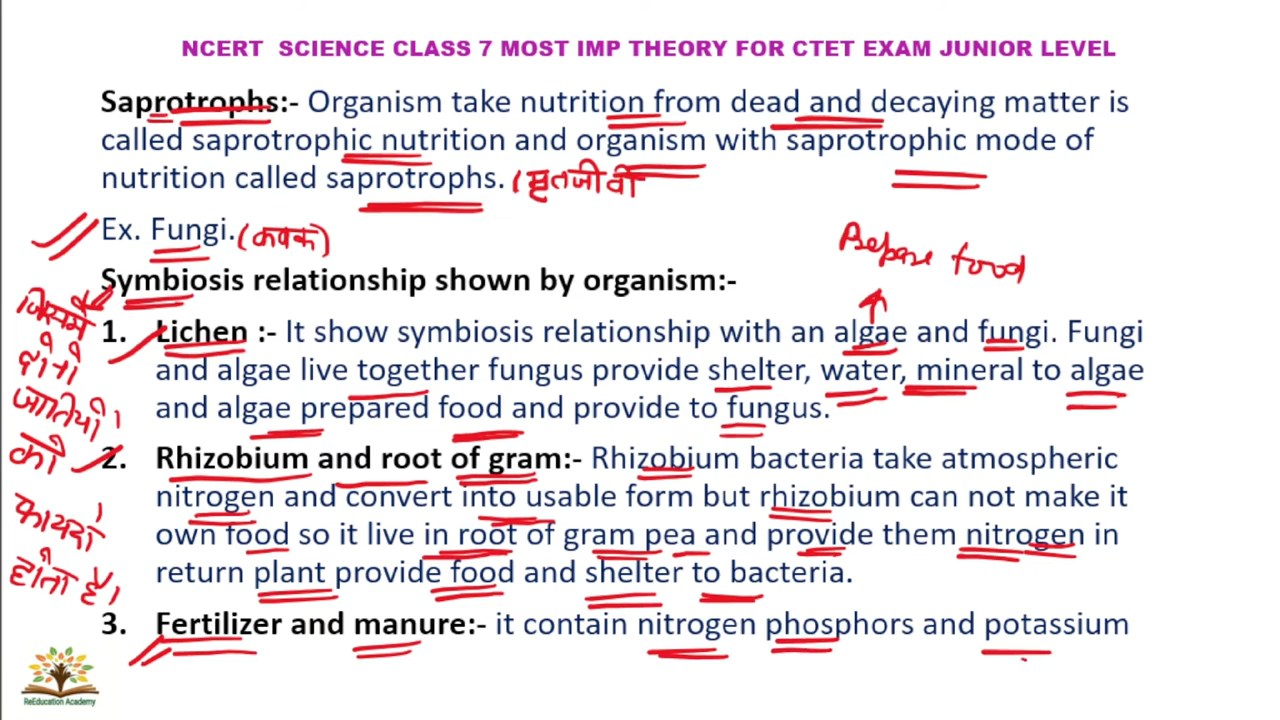 NCERT SCIENCE CLASS 7 MOST IMP THEORY FOR CTET EXAM JUNIOR LEVEL
Saprotrophs:- Organism take nutrition from dead and decaying matter is
called saprotrophic nutrition and organism with saprotrophic mode of
nutrition called saprotrophs. (मृतजीवी
Ex. Fungi. (कवक)
Prepare food
Symbiosis relationship shown by organism:-
1. Lichen :- It show symbiosis relationship with an algae and fungi. Fungi
and algae live together fungus provide shelter, water, mineral to algae
and algae prepared food and provide to fungus.
2. Rhizobium and root of gram:- Rhizobium bacteria take atmospheric
nitrogen and convert into usable form but rhizobium can not make it
own food so it live in root of gram pea and provide them nitrogen in
return plant provide food and shelter to bacteria.
3. Fertilizer and manure:- it contain nitrogen phosphors and potassium
जिसमे
दोनो
जातियो
को
फायदो
होता है।
ReEducation Academy